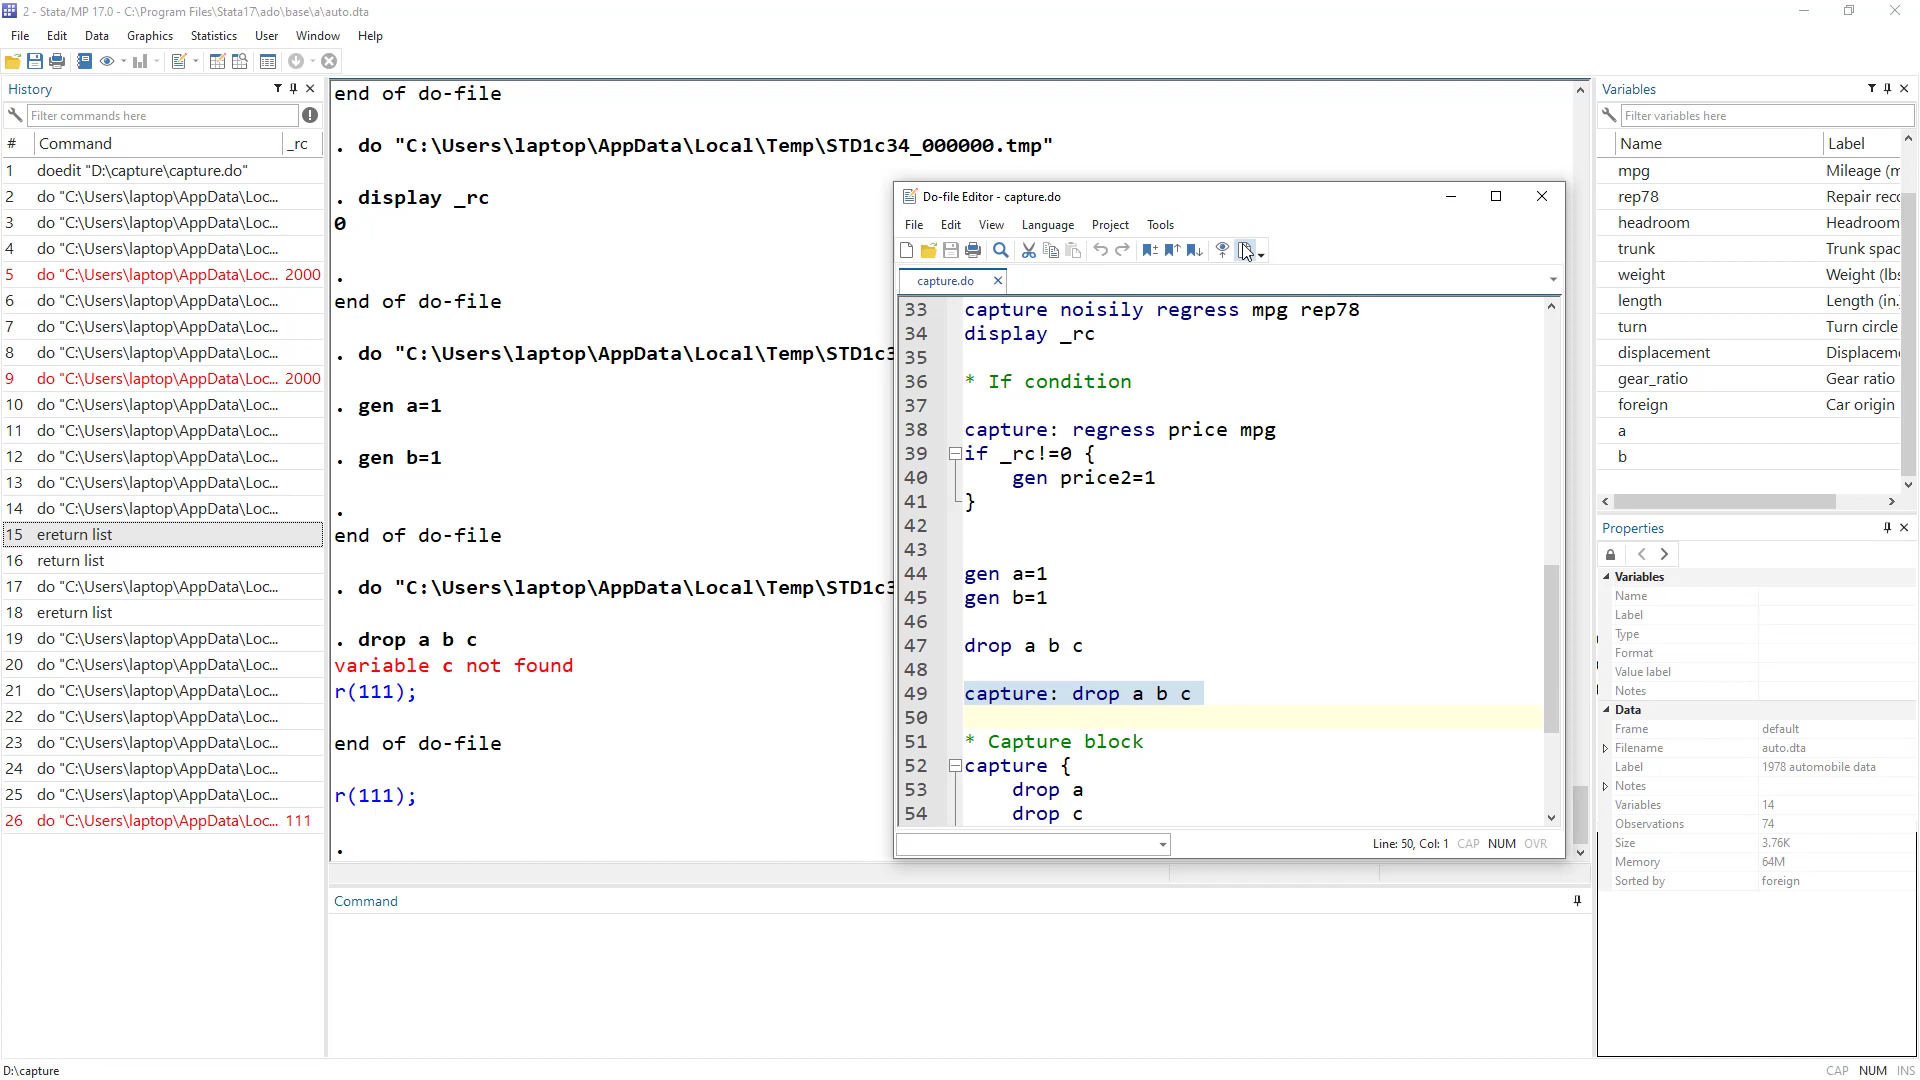 2 - Stata/MP 17.0 - C:\Program Files\Stata17\ado\base\a\auto.dta
File Edit Data Graphics Statistics User Window Help
History
Filter commands here
# Command _rc
1 doedit "D:\capture\capture.do"
2 do "C:\Users\laptop\AppData\Loc...
3 do "C:\Users\laptop\AppData\Loc...
4 do "C:\Users\laptop\AppData\Loc...
5 do "C:\Users\laptop\AppData\Loc... 2000
6 do "C:\Users\laptop\AppData\Loc...
7 do "C:\Users\laptop\AppData\Loc...
8 do "C:\Users\laptop\AppData\Loc...
9 do "C:\Users\laptop\AppData\Loc... 2000
10 do "C:\Users\laptop\AppData\Loc...
11 do "C:\Users\laptop\AppData\Loc...
12 do "C:\Users\laptop\AppData\Loc...
13 do "C:\Users\laptop\AppData\Loc...
14 do "C:\Users\laptop\AppData\Loc...
15 ereturn list
16 return list
17 do "C:\Users\laptop\AppData\Loc...
18 ereturn list
19 do "C:\Users\laptop\AppData\Loc...
20 do "C:\Users\laptop\AppData\Loc...
21 do "C:\Users\laptop\AppData\Loc...
22 do "C:\Users\laptop\AppData\Loc...
23 do "C:\Users\laptop\AppData\Loc...
24 do "C:\Users\laptop\AppData\Loc...
25 do "C:\Users\laptop\AppData\Loc...
26 do "C:\Users\laptop\AppData\Loc... 111
end of do-file
. do "C:\Users\laptop\AppData\Local\Temp\STD1c34_000000.tmp"
. display _rc
0
.
end of do-file
. do "C:\Users\laptop\AppData\Local\Temp\STD1c3
. gen a=1
. gen b=1
.
end of do-file
. do "C:\Users\laptop\AppData\Local\Temp\STD1c3
. drop a b c
variable c not found
r(111);
end of do-file
r(111);
.
Command
Do-file Editor - capture.do
File Edit View Language Project Tools
capture.do
33 capture noisily regress mpg rep78
34 display _rc
35
36 * If condition
37
38 capture: regress price mpg
39 if _rc!=0 {
40 gen price2=1
41 }
42
43
44 gen a=1
45 gen b=1
46
47 drop a b c
48
49 capture: drop a b c
50
51 * Capture block
52 capture {
53 drop a
54 drop c
Line: 50, Col: 1 CAP NUM OVR
Variables
Filter variables here
Name Label
mpg Mileage (m
rep78 Repair reco
headroom Headroom
trunk Trunk spac
weight Weight (lbs
length Length (in.
turn Turn circle
displacement Displaceme
gear_ratio Gear ratio
foreign Car origin
a
b
Properties
Variables
Name
Label
Type
Format
Value label
Notes
Data
Frame default
Filename auto.dta
Label 1978 automobile data
Notes
Variables 14
Observations 74
Size 3.76K
Memory 64M
Sorted by foreign
D:\capture
CAP NUM INS